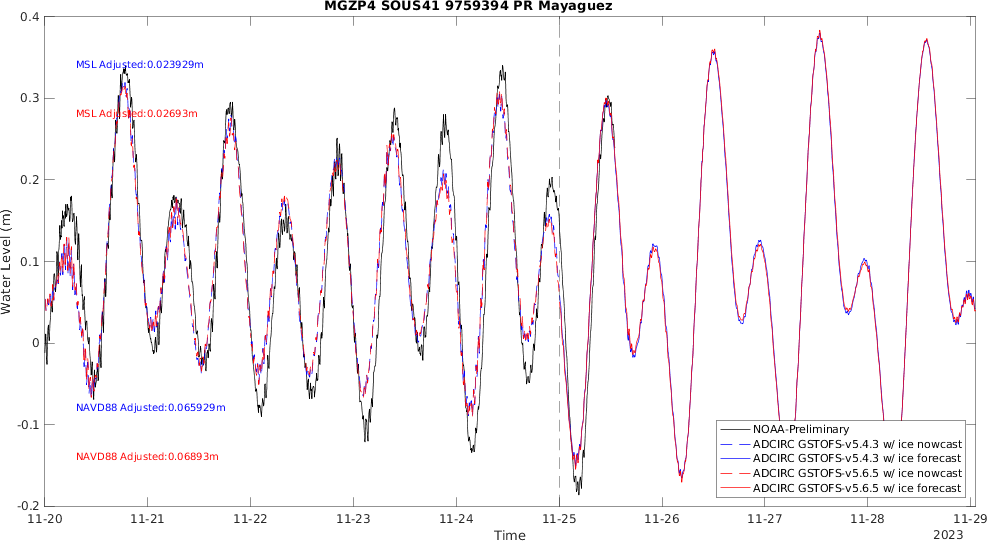 MGZP4 SOUS41 9759394 PR Mayaguez
0.4
0.3
0.2
0.1
0
-0.1
-0.2
Water Level (m)
MSL Adjusted:0.023929m
MSL Adjusted:0.02693m
NAVD88 Adjusted:0.065929m
NAVD88 Adjusted:0.06893m
NOAA-Preliminary
ADCIRC GSTOFS-v5.4.3 w/ ice nowcast
ADCIRC GSTOFS-v5.4.3 w/ ice forecast
ADCIRC GSTOFS-v5.6.5 w/ ice nowcast
ADCIRC GSTOFS-v5.6.5 w/ ice forecast
11-20 11-21 11-22 11-23 11-24 11-25 11-26 11-27 11-28 11-29
Time
2023